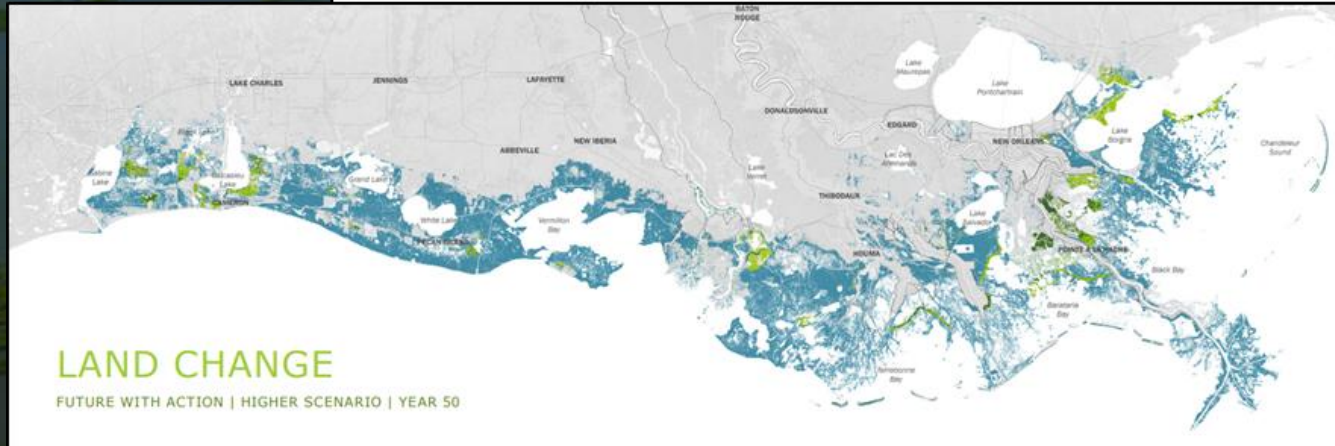 BATON
ROUGE
Lake
Maurepas
Lake
Pontchartrain
LAKE CHARLES
JENNINGS
LAFAYETTE
DONALDSONVILLE
EDGARD
NEW ORLEANS
Lake
Borgne
Chandeleur
Sound
NEW IBERIA
ABBEVILLE
Lac Des
Allemands
Sabine
Lake
Calcasieu
Lake
Grand Lake
CAMERON
Lake
Verret
THIBODAUX
White Lake
Vermilion
Bay
Lake
Salvador
PECAN ISLAND
HOUMA
POINTE A LA HACHE
Black Bay
Barataria
Bay
Terrebonne
Bay
LAND CHANGE
FUTURE WITH ACTION | HIGHER SCENARIO | YEAR 50